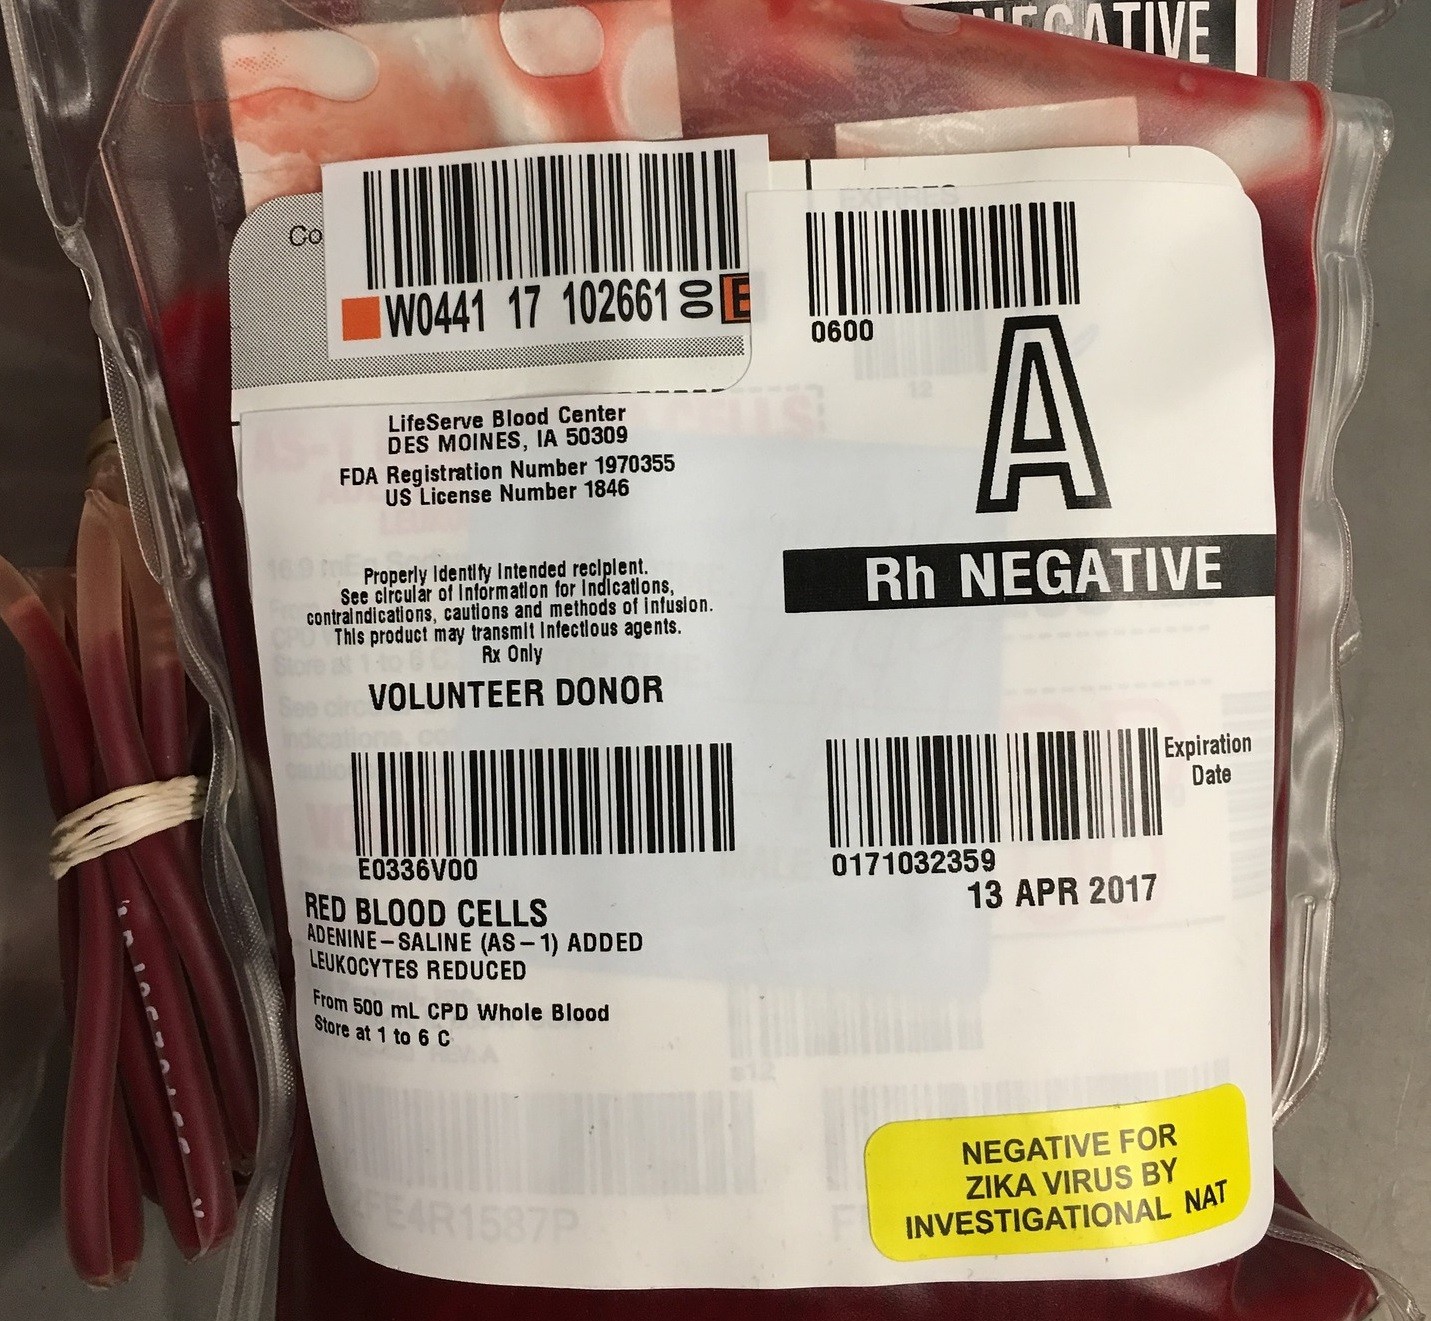 NEGATIVE
Co
W0441 17 102661 00 E
EXPIRES
0600
A
Rh NEGATIVE
LifeServe Blood Center
DES MOINES, IA 50309
FDA Registration Number 1970355
US License Number 1846
Properly Identify Intended recipient.
See circular of Information for Indications,
contraindications, cautions and methods of infusion.
This product may transmit infectious agents.
Rx Only
VOLUNTEER DONOR
E0336V00
RED BLOOD CELLS
ADENINE-SALINE (AS-1) ADDED
LEUKOCYTES REDUCED
From 500 mL CPD Whole Blood
Store at 1 to 6 C
Expiration
Date
0171032359
13 APR 2017
NEGATIVE FOR
ZIKA VIRUS BY
INVESTIGATIONAL NAT